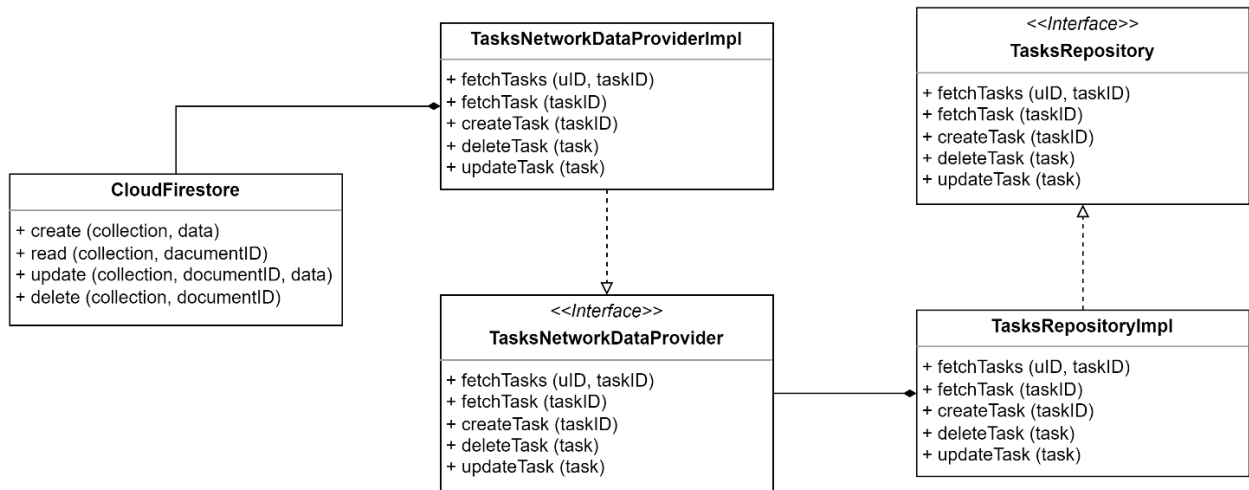 TasksNetworkDataProviderImpl
+ fetchTasks (uID, taskID)
+ fetchTask (taskID)
+ createTask (taskID)
+ deleteTask (task)
+ updateTask (task)
<<Interface>>
TasksRepository
+ fetchTasks (uID, taskID)
+ fetchTask (taskID)
+ createTask (taskID)
+ deleteTask (task)
+ updateTask (task)
CloudFirestore
+ create (collection, data)
+ read (collection, dacumentID)
+ update (collection, documentID, data)
+ delete (collection, documentID)
<<Interface>>
TasksNetworkDataProvider
+ fetchTasks (uID, taskID)
+ fetchTask (taskID)
+ createTask (taskID)
+ deleteTask (task)
+ updateTask (task)
TasksRepositoryImpl
+ fetchTasks (uID, taskID)
+ fetchTask (taskID)
+ createTask (taskID)
+ deleteTask (task)
+ updateTask (task)